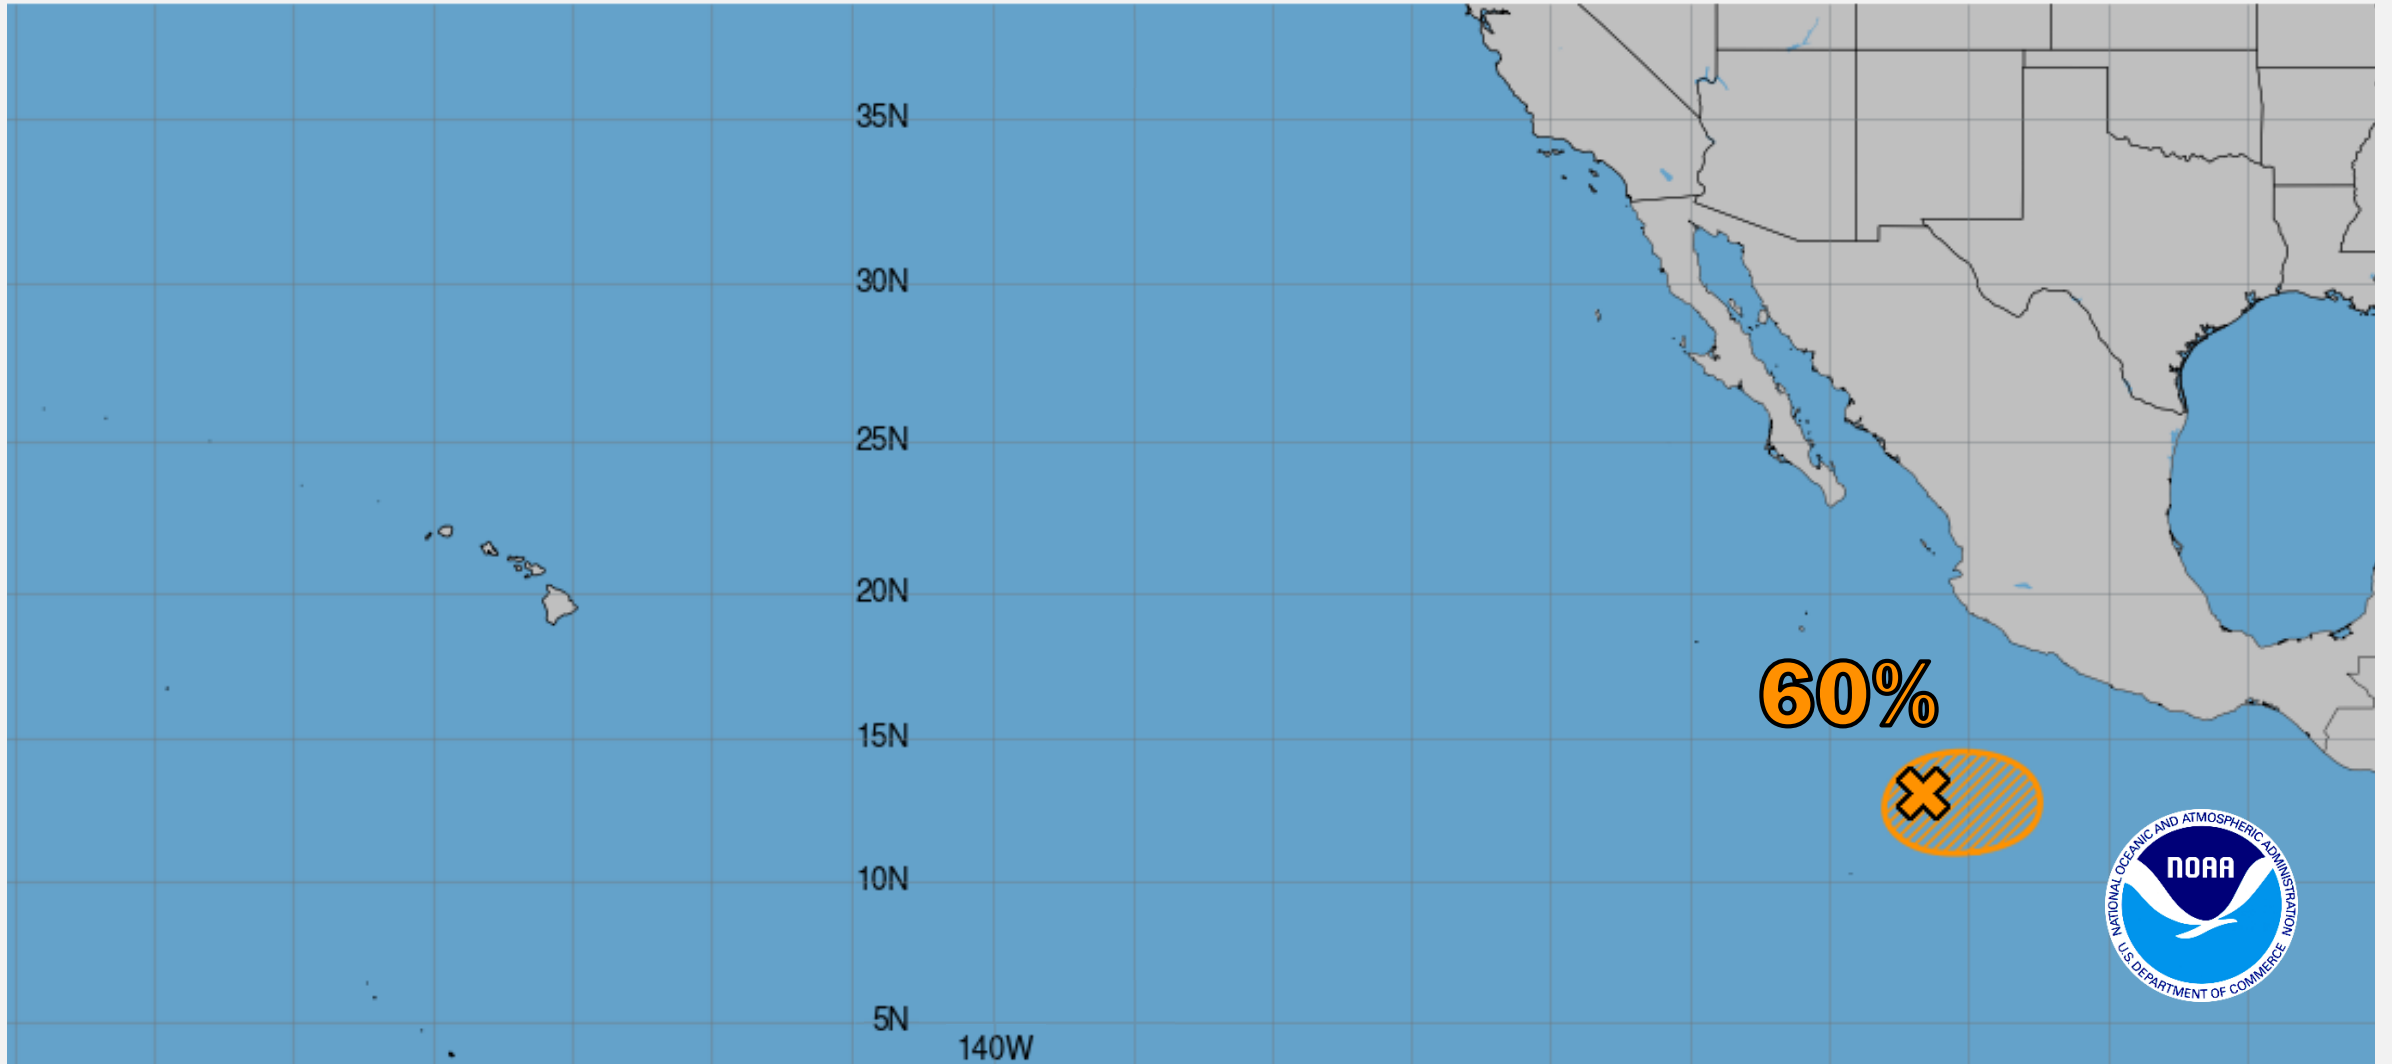 35N
30N
25N
20N
60%
15N
10N
5N
140W
NATIONAL OCEANIC AND ATMOSPHERIC ADMINISTRATION
NOAA
U.S. DEPARTMENT OF COMMERCE